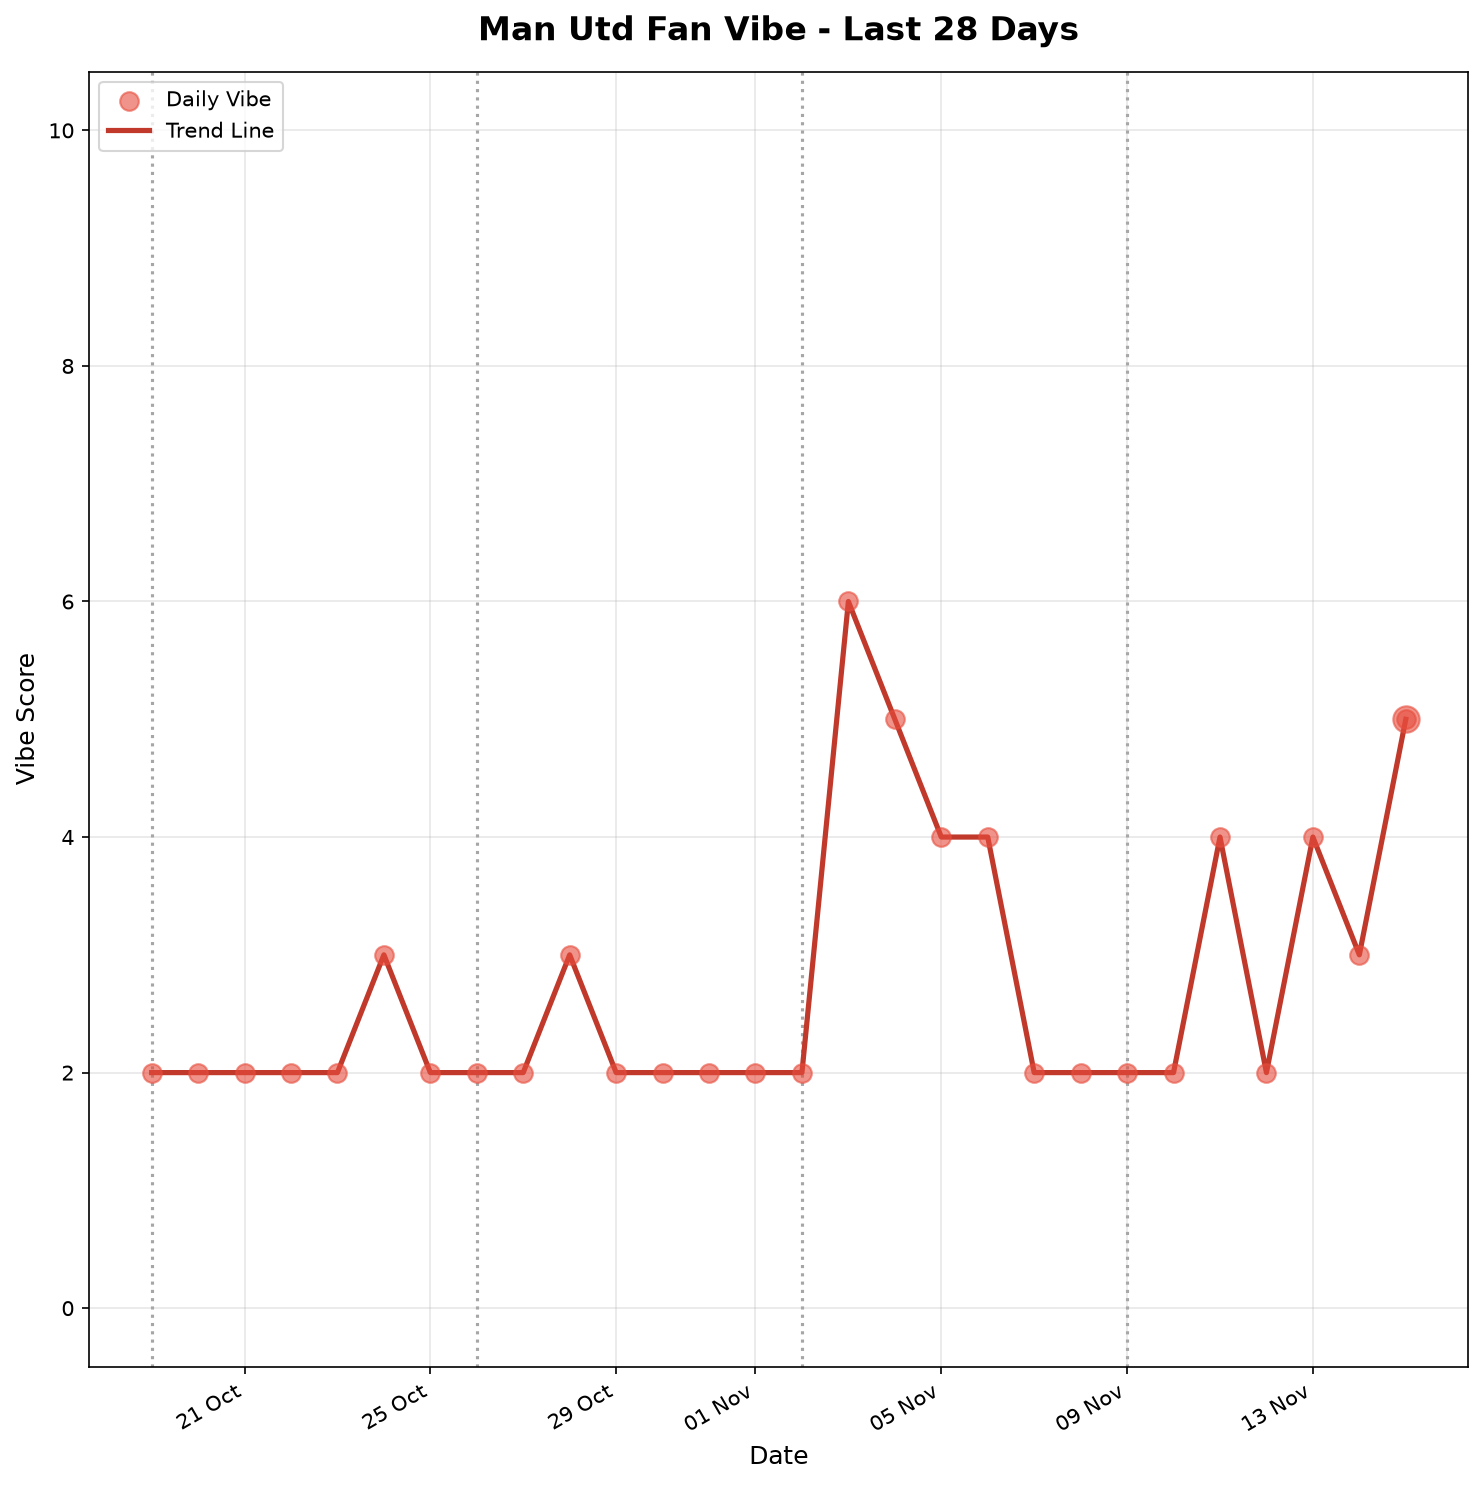 Man Utd Fan Vibe - Last 28 Days
Daily Vibe
Trend Line
10
8
6
4
2
0
Vibe Score
21 Oct
25 Oct
29 Oct
01 Nov
05 Nov
09 Nov
13 Nov
Date